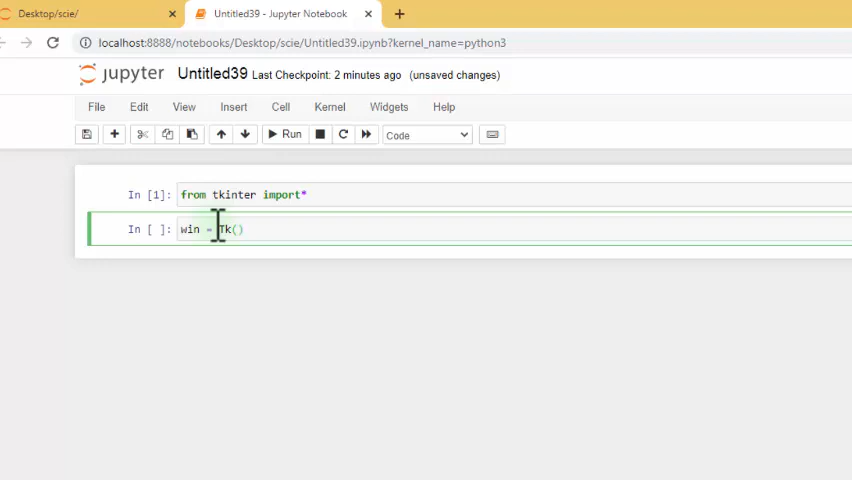 Desktop/scie/
Untitled39 - Jupyter Notebook
localhost:8888/notebooks/Desktop/scie/Untitled39.ipynb?kernel_name=python3
jupyter Untitled39 Last Checkpoint: 2 minutes ago (unsaved changes)
File Edit View Insert Cell Kernel Widgets Help
Run Code
In [1]: from tkinter import*
In [ ]: win = Tk()